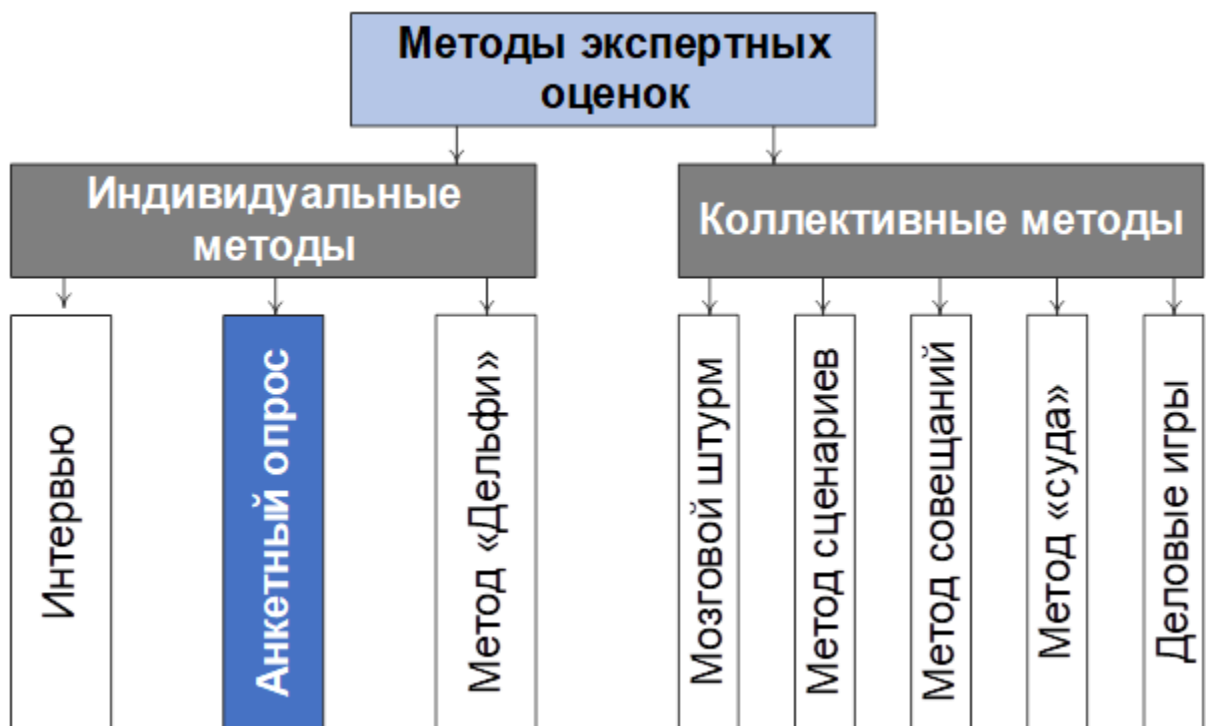 Методы экспертных
оценок
Индивидуальные
методы
Коллективные методы
Интервью
Анкетный опрос
Метод «Дельфи»
Мозговой штурм
Метод сценариев
Метод совещаний
Метод «суда»
Деловые игры